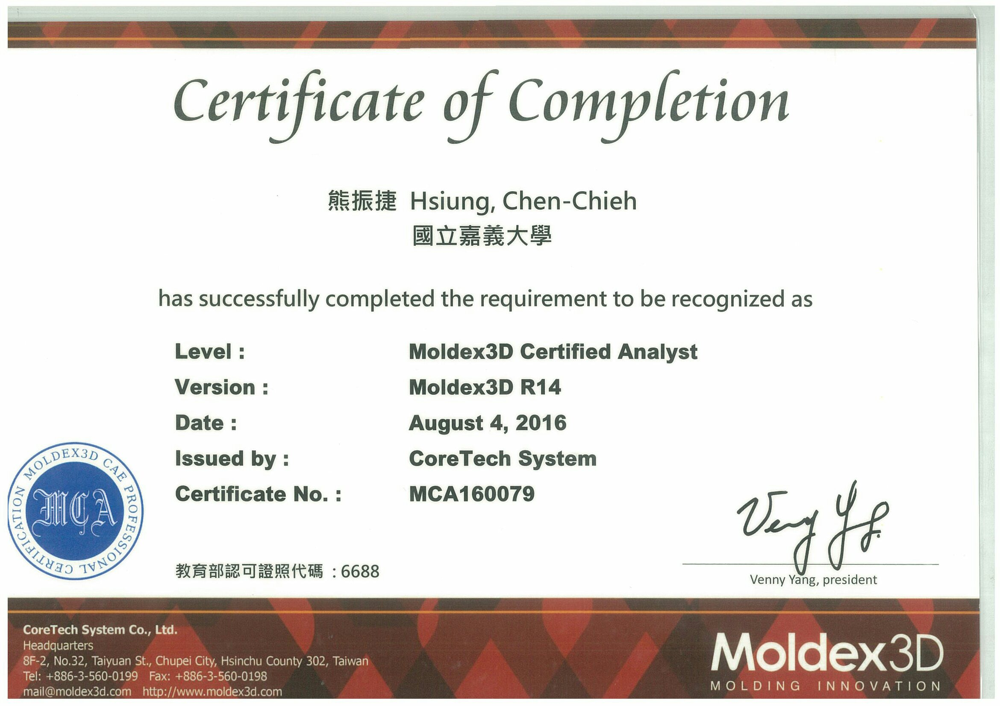 Certificate of Completion
熊振捷 Hsiung, Chen-Chieh
國立嘉義大學
has successfully completed the requirement to be recognized as
Level : Moldex3D Certified Analyst
Version : Moldex3D R14
Date : August 4, 2016
Issued by : CoreTech System
Certificate No. : MCA160079
MOLDEX3D CAE PROFESSIONAL CERTIFICATION
MCA
教育部認可證照代碼 : 6688
Venny Yang, president
CoreTech System Co., Ltd.
Headquarters
8F-2, No.32, Taiyuan St., Chupei City, Hsinchu County 302, Taiwan
Tel: +886-3-560-0199 Fax: +886-3-560-0198
mail@moldex3d.com http://www.moldex3d.com
Moldex3D
MOLDING INNOVATION